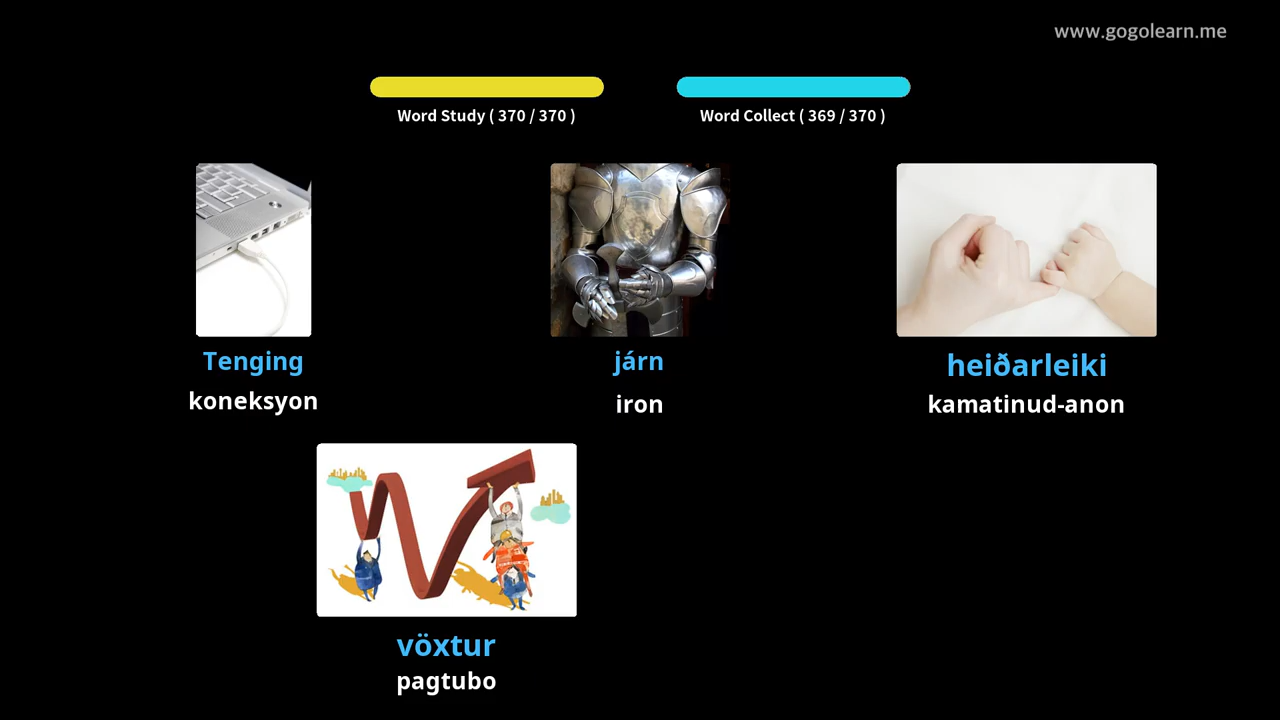 www.gogolearn.me
Word Study ( 370 / 370 )
Word Collect ( 369 / 370 )
Tenging
koneksyon
járn
iron
heiðarleiki
kamatinud-anon
vöxtur
pagtubo